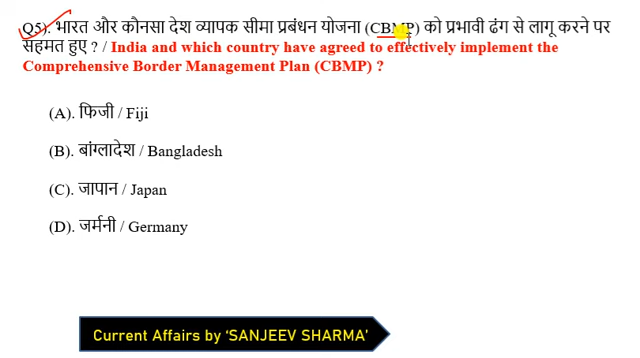 Q5). भारत और कौनसा देश व्यापक सीमा प्रबंधन योजना (CBMP) को प्रभावी ढंग से लागू करने पर
सहमत हुए ? / India and which country have agreed to effectively implement the
Comprehensive Border Management Plan (CBMP) ?
(A). फिजी / Fiji
(B). बांग्लादेश / Bangladesh
(C). जापान / Japan
(D). जर्मनी / Germany
Current Affairs by ‘SANJEEV SHARMA’